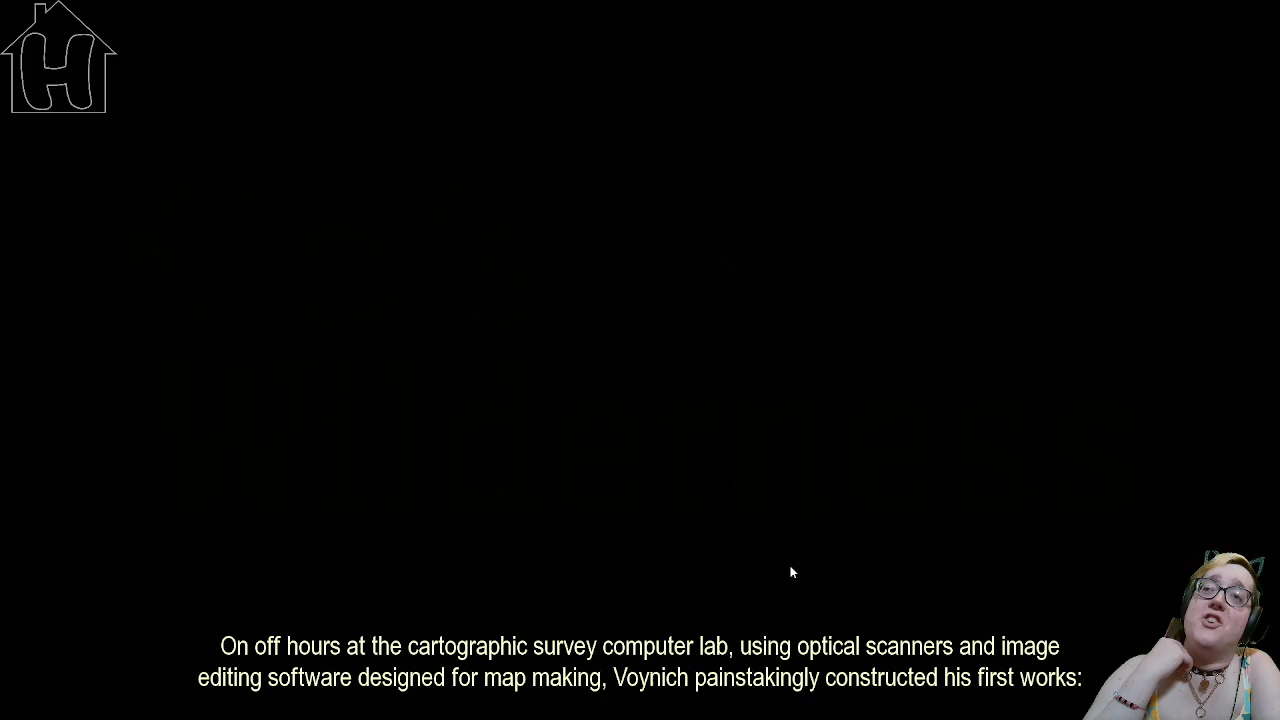 H
Wilderness
On off hours at the cartographic survey computer lab, using optical scanners and image
editing software designed for map making, Voynich painstakingly constructed his first works: